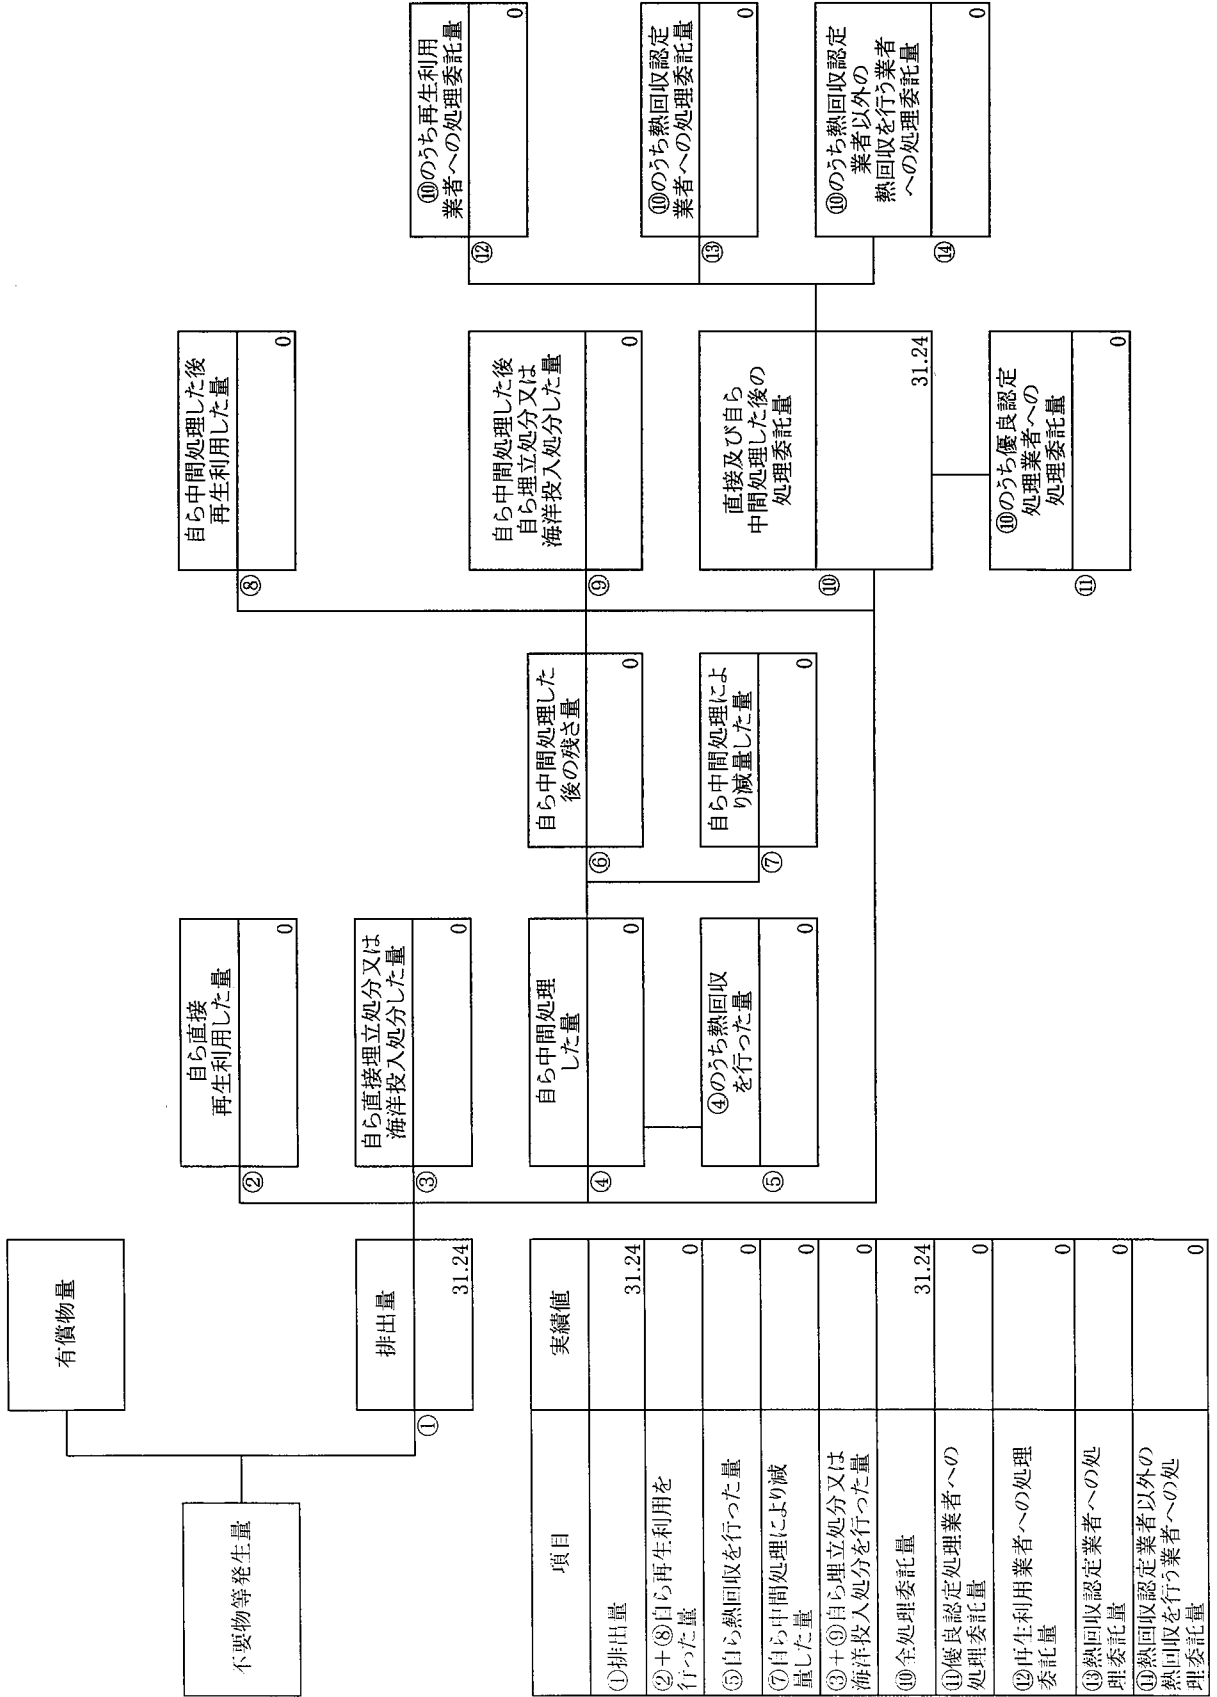 不要物等発生量
有償物量
排出量
①
31.24
自ら直接
再生利用した量
②
0
自ら直接埋立処分又は
海洋投入処分した量
③
0
自ら中間処理
した量
④
0
④のうち熱回収
を行った量
⑤
0
自ら中間処理した
後の残さ量
⑥
0
自ら中間処理によ
り減量した量
⑦
0
自ら中間処理した後
再生利用した量
⑧
0
自ら中間処理した後
自ら埋立処分又は
海洋投入処分した量
⑨
0
直接及び自ら
中間処理した後の
処理委託量
⑩
31.24
⑩のうち優良認定
処理業者への
処理委託量
⑪
0
⑩のうち再生利用
業者への処理委託量
⑫
0
⑩のうち熱回収認定
業者への処理委託量
⑬
0
⑩のうち熱回収認定
業者以外の
熱回収を行う業者
への処理委託量
⑭
0
項目 実績値
①排出量 31.24
②+⑧自ら再生利用を
行った量 0
⑤自ら熱回収を行った量 0
⑦自ら中間処理により減
量した量 0
③+⑨自ら埋立処分又は
海洋投入処分を行った量 0
⑩全処理委託量 31.24
⑪優良認定処理業者への
処理委託量 0
⑫再生利用業者への処理
委託量 0
⑬熱回収認定業者への処
理委託量 0
⑭熱回収認定業者以外の
熱回収を行う業者への処
理委託量 0